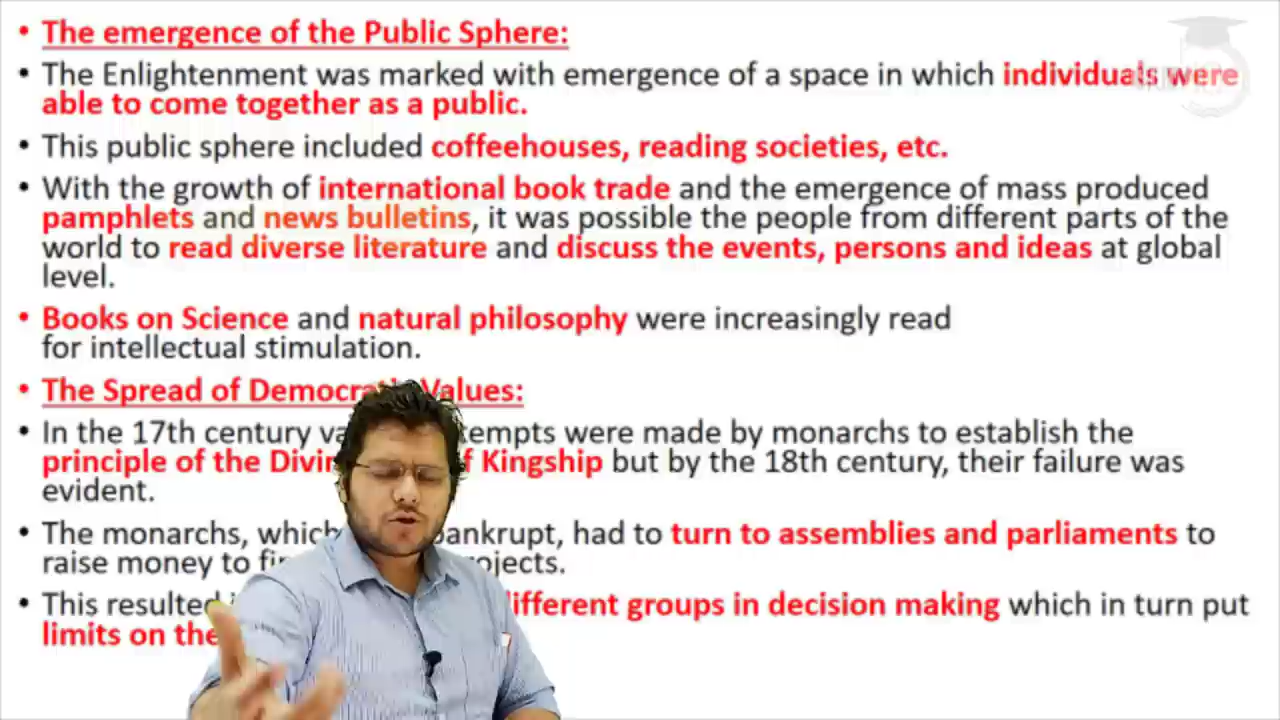 • The emergence of the Public Sphere:
• The Enlightenment was marked with emergence of a space in which individuals were
able to come together as a public.
• This public sphere included coffeehouses, reading societies, etc.
• With the growth of international book trade and the emergence of mass produced
pamphlets and news bulletins, it was possible the people from different parts of the
world to read diverse literature and discuss the events, persons and ideas at global
level.
• Books on Science and natural philosophy were increasingly read
for intellectual stimulation.
• The Spread of Democratic Values:
• In the 17th century tempts were made by monarchs to establish the
principle of the f Kingship but by the 18th century, their failure was
evident.
• The monarchs, which bankrupt, had to turn to assemblies and parliaments to
raise money to ojects.
• This resulted different groups in decision making which in turn put
limits on the